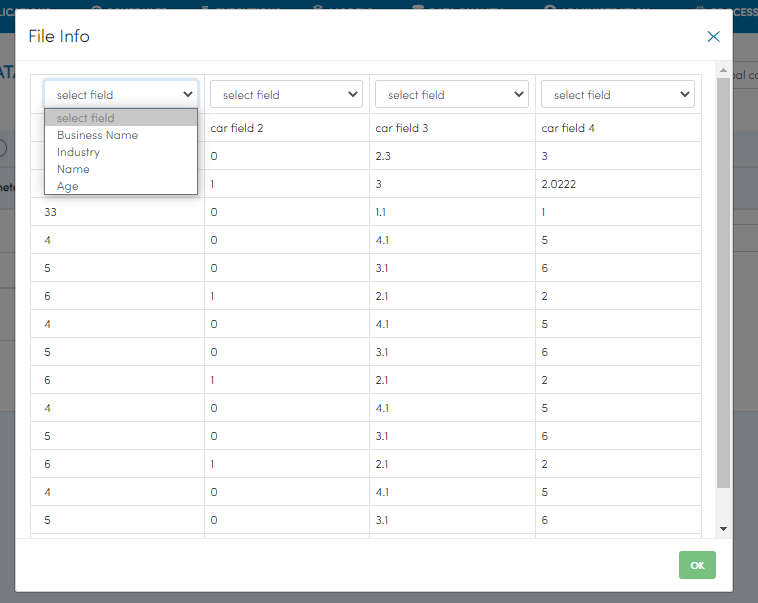 File Info
select field select field select field select field
select field
Business Name
Industry
Name
Age
car field 2 car field 3 car field 4
0 2.3 3
1 3 2.0222
33 0 1.1 1
4 0 4.1 5
5 0 3.1 6
6 1 2.1 2
4 0 4.1 5
5 0 3.1 6
6 1 2.1 2
4 0 4.1 5
5 0 3.1 6
6 1 2.1 2
4 0 4.1 5
5 0 3.1 6
OK